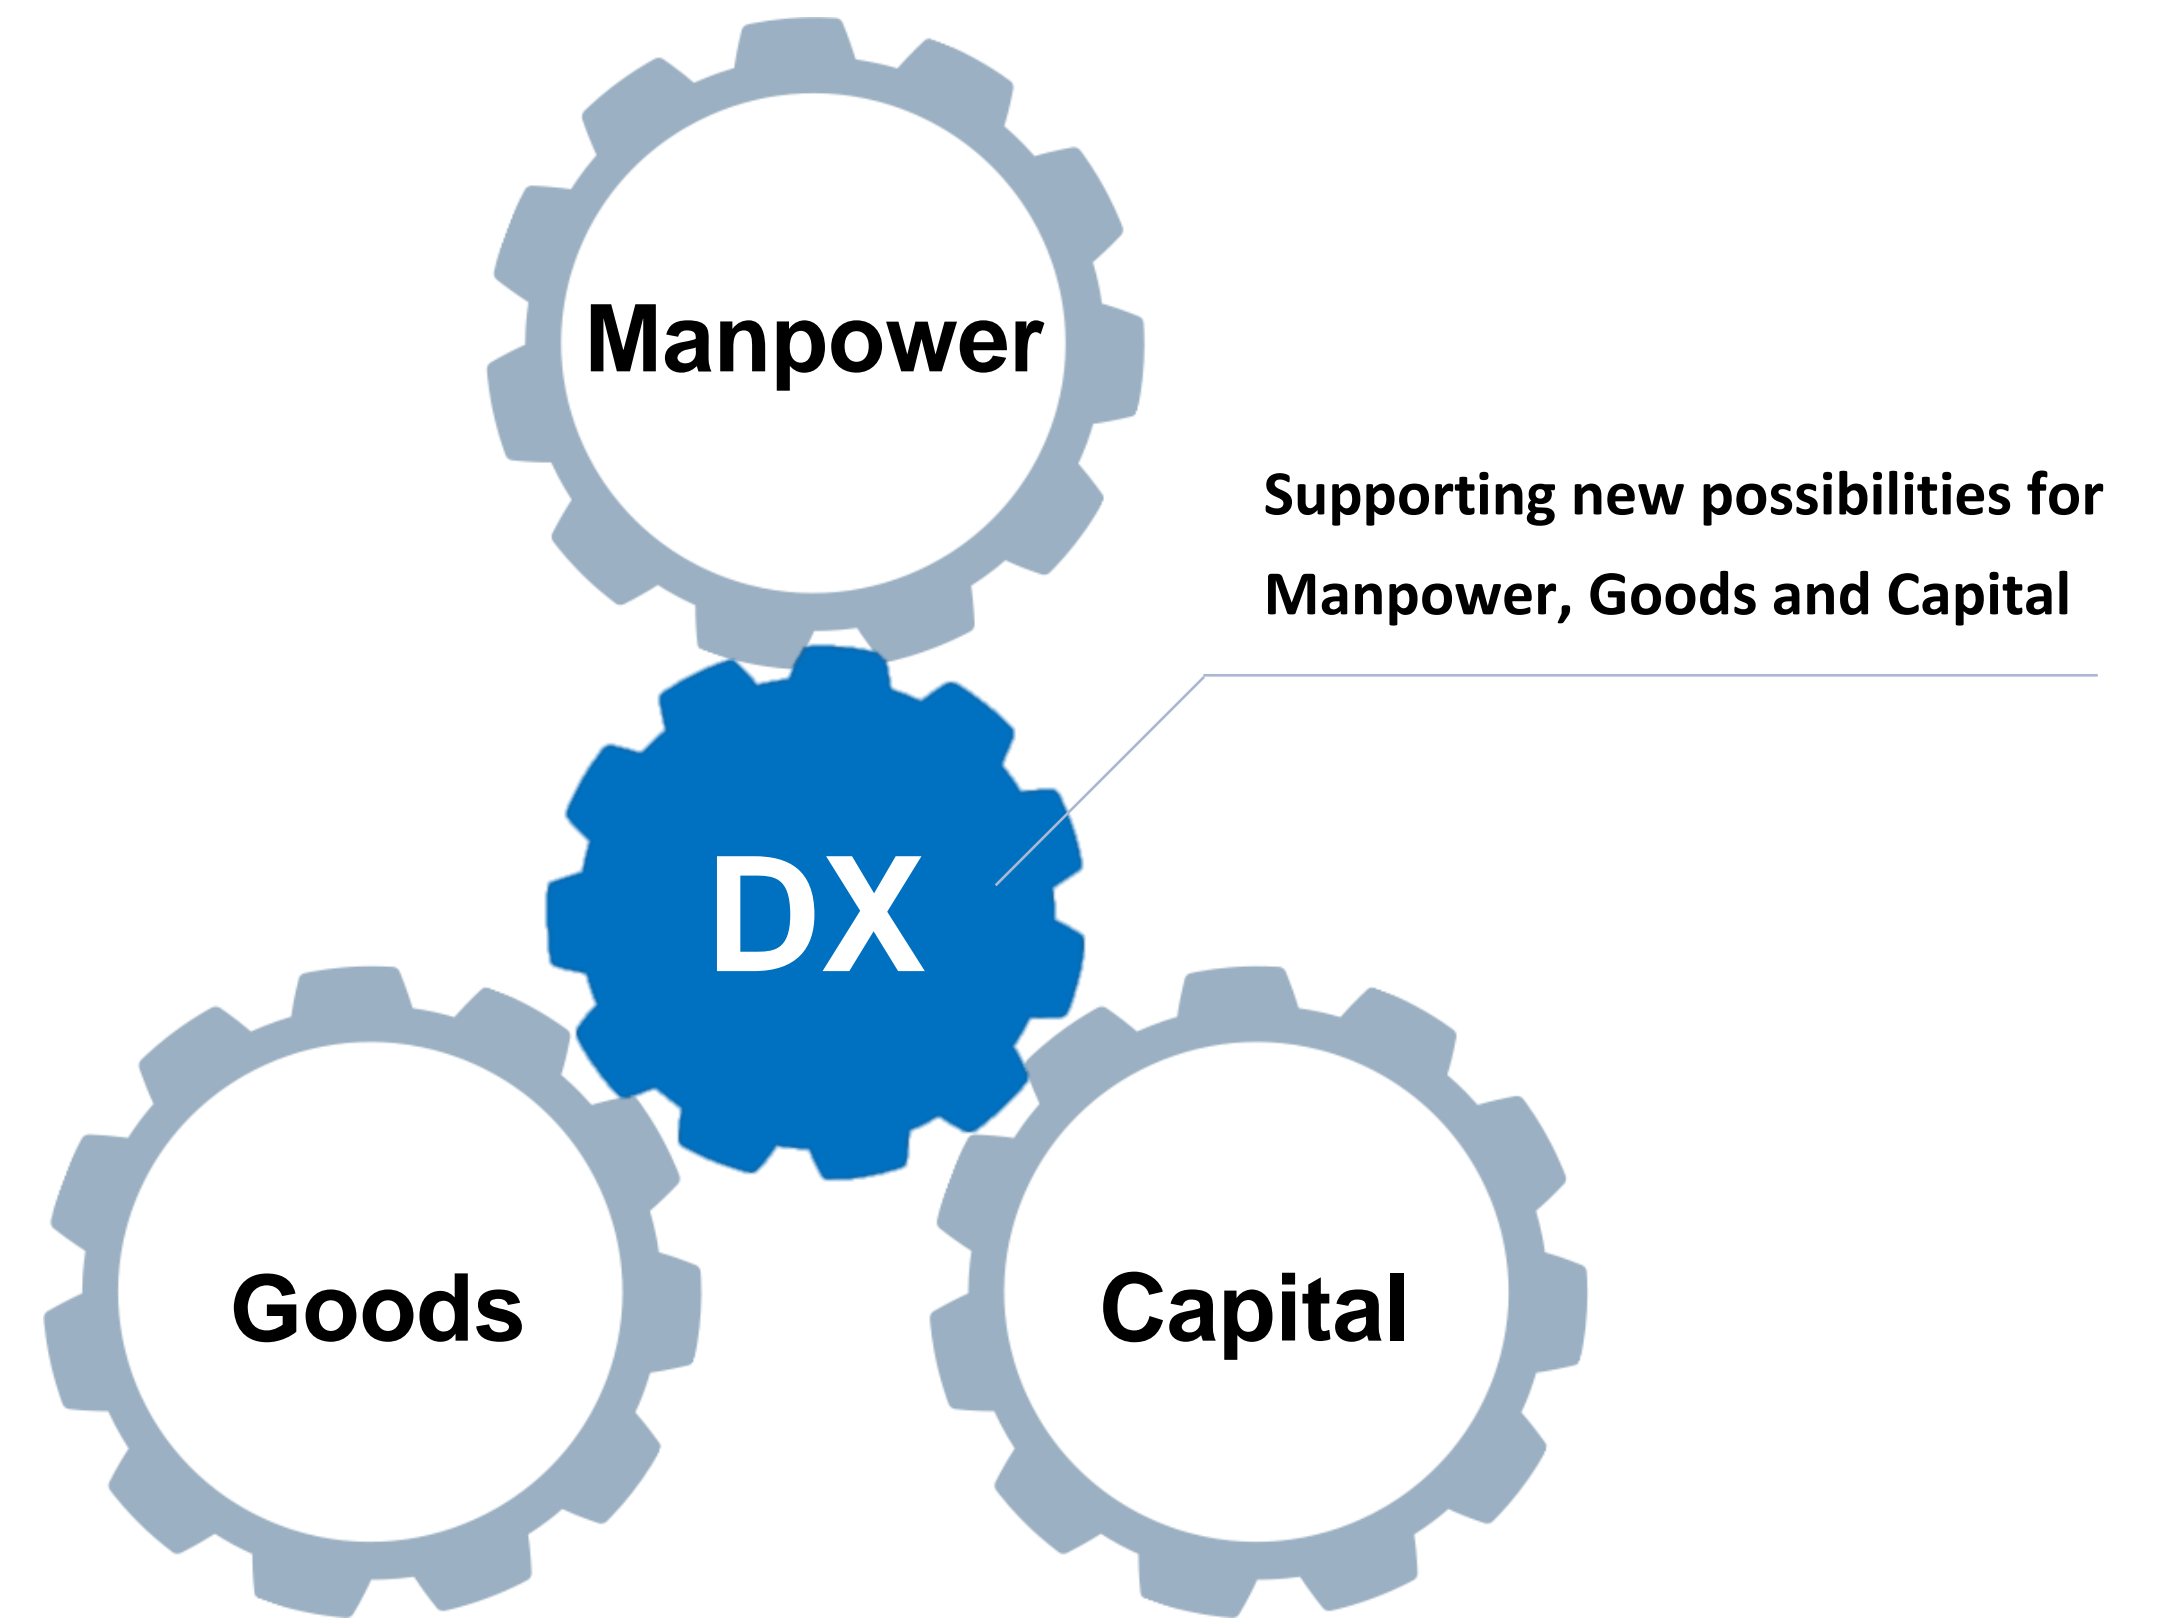 Manpower
Supporting new possibilities for
Manpower, Goods and Capital
DX
Goods
Capital